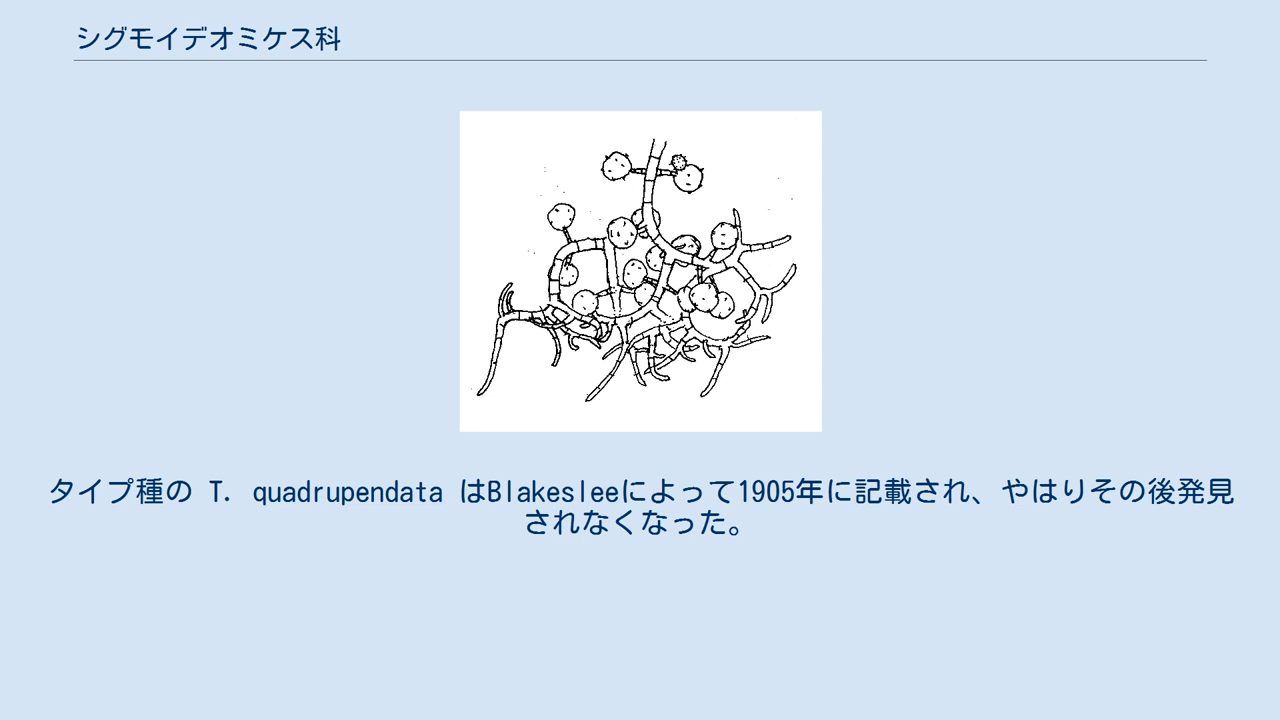 シグモイデオミケス科
タイプ種の T. quadrupendata はBlakesleeによって1905年に記載され、やはりその後発見
されなくなった。